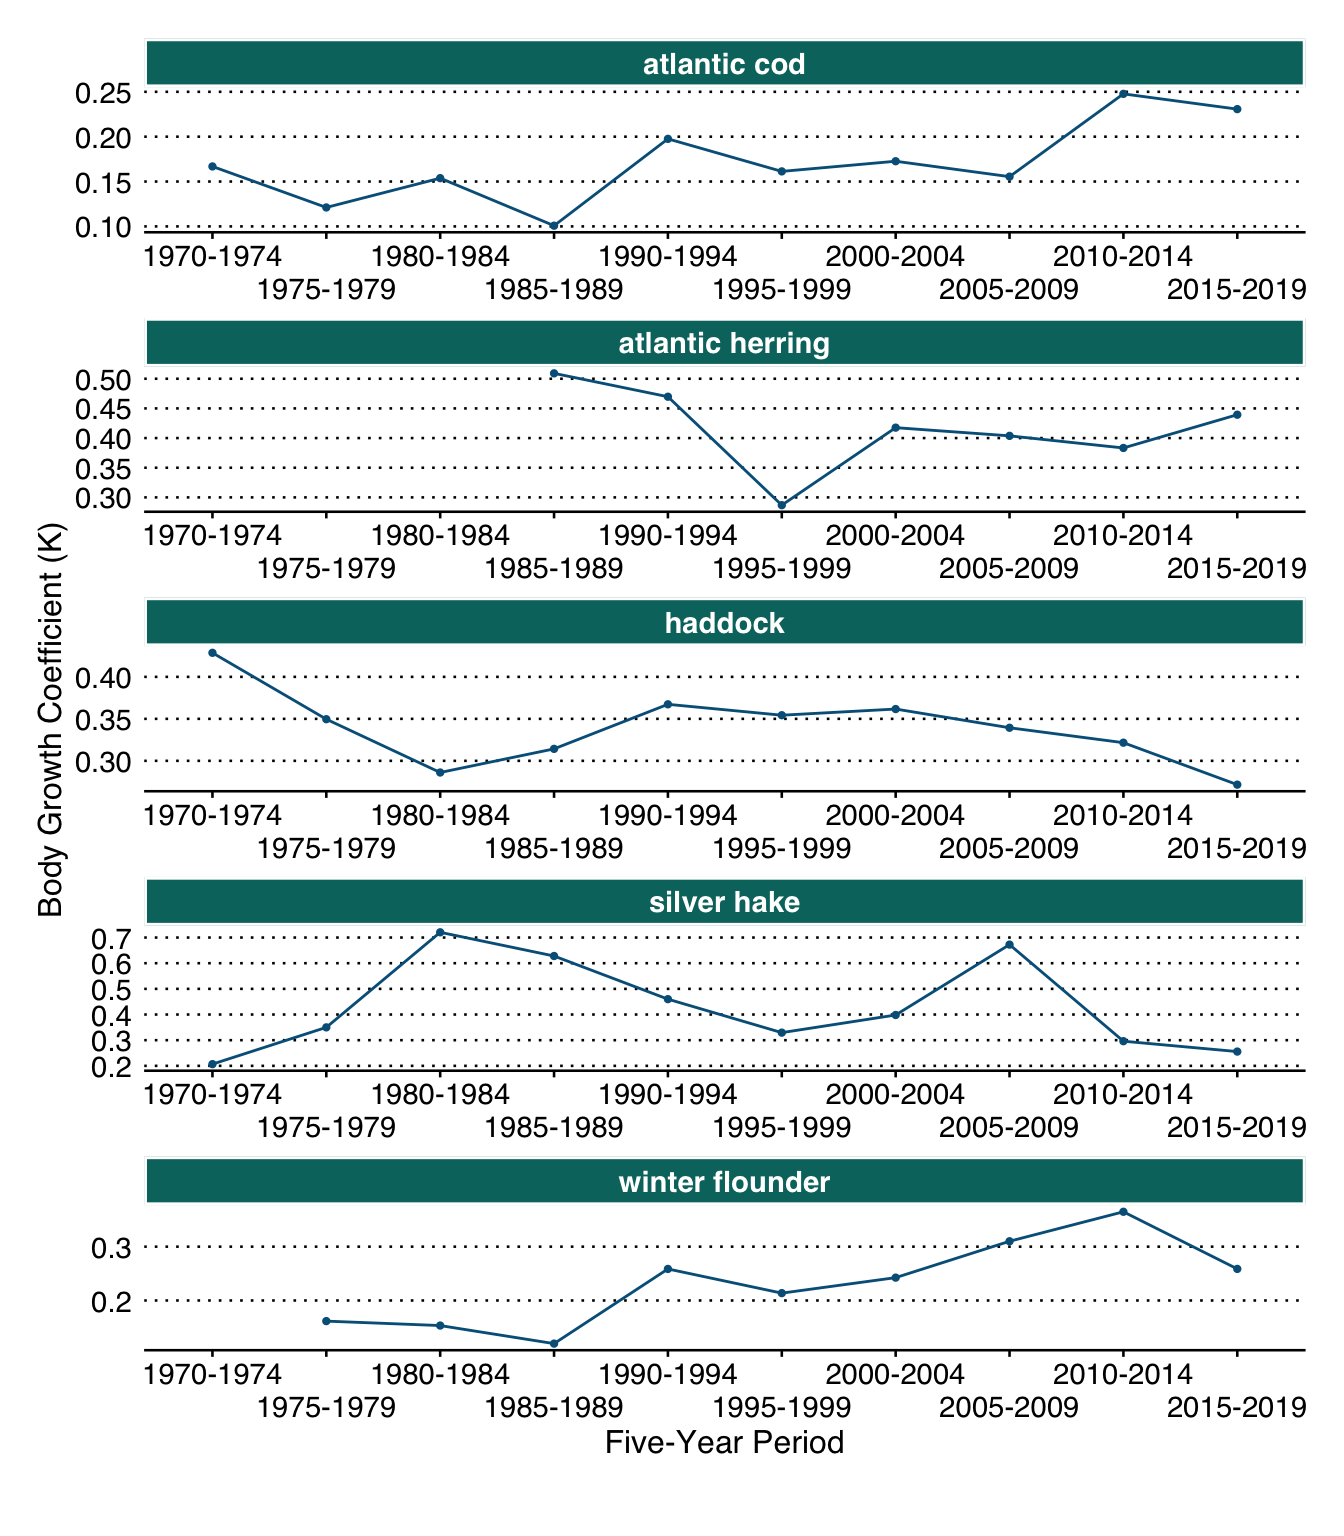 atlantic cod
0.25
0.20
0.15
0.10
1970-1974 1980-1984 1990-1994 2000-2004 2010-2014
1975-1979 1985-1989 1995-1999 2005-2009 2015-2019
atlantic herring
0.50
0.45
0.40
0.35
0.30
1970-1974 1980-1984 1990-1994 2000-2004 2010-2014
1975-1979 1985-1989 1995-1999 2005-2009 2015-2019
Body Growth Coefficient (K)
haddock
0.40
0.35
0.30
1970-1974 1980-1984 1990-1994 2000-2004 2010-2014
1975-1979 1985-1989 1995-1999 2005-2009 2015-2019
silver hake
0.7
0.6
0.5
0.4
0.3
0.2
1970-1974 1980-1984 1990-1994 2000-2004 2010-2014
1975-1979 1985-1989 1995-1999 2005-2009 2015-2019
winter flounder
0.3
0.2
1970-1974 1980-1984 1990-1994 2000-2004 2010-2014
1975-1979 1985-1989 1995-1999 2005-2009 2015-2019
Five-Year Period